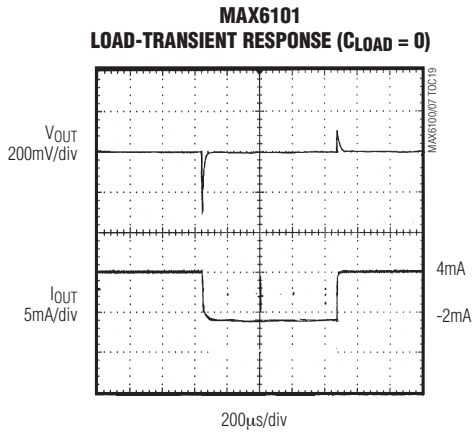 MAX6101
LOAD-TRANSIENT RESPONSE (CLOAD = 0)
MAX6100/07 TOC19
VOUT
200mV/div
IOUT
5mA/div
4mA
-2mA
200μs/div